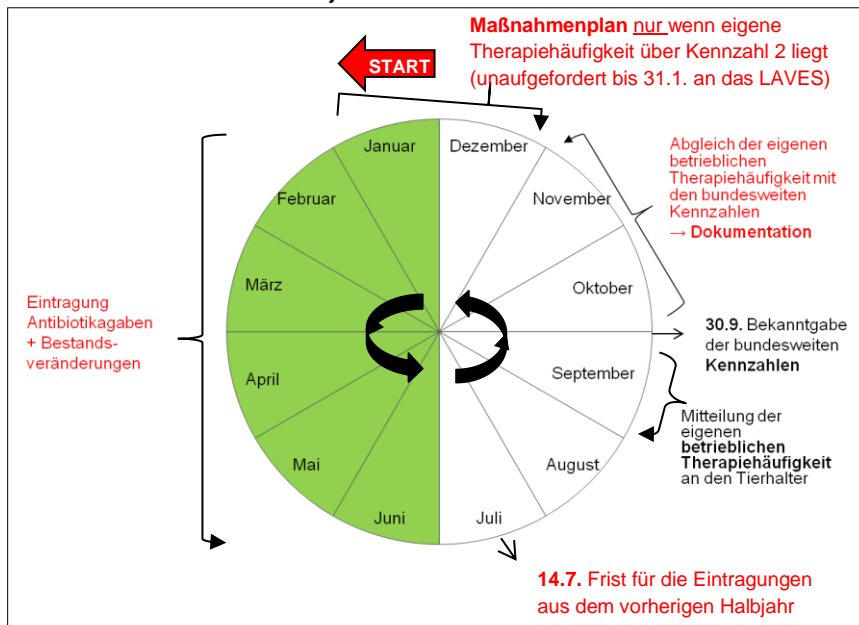 Maßnahmenplan nur wenn eigene
Therapiehäufigkeit über Kennzahl 2 liegt
(unaufgefordert bis 31.1. an das LAVES)
START
Januar
Dezember
Februar
November
März
Oktober
April
September
Mai
August
Juni
Juli
Abgleich der eigenen
betrieblichen
Therapiehäufigkeit mit
den bundesweiten
Kennzahlen
→ Dokumentation
Eintragung
Antibiotikagaben
+ Bestands-
veränderungen
30.9. Bekanntgabe
der bundesweiten
Kennzahlen
Mitteilung der
eigenen
betrieblichen
Therapiehäufigkeit
an den Tierhalter
14.7. Frist für die Eintragungen
aus dem vorherigen Halbjahr